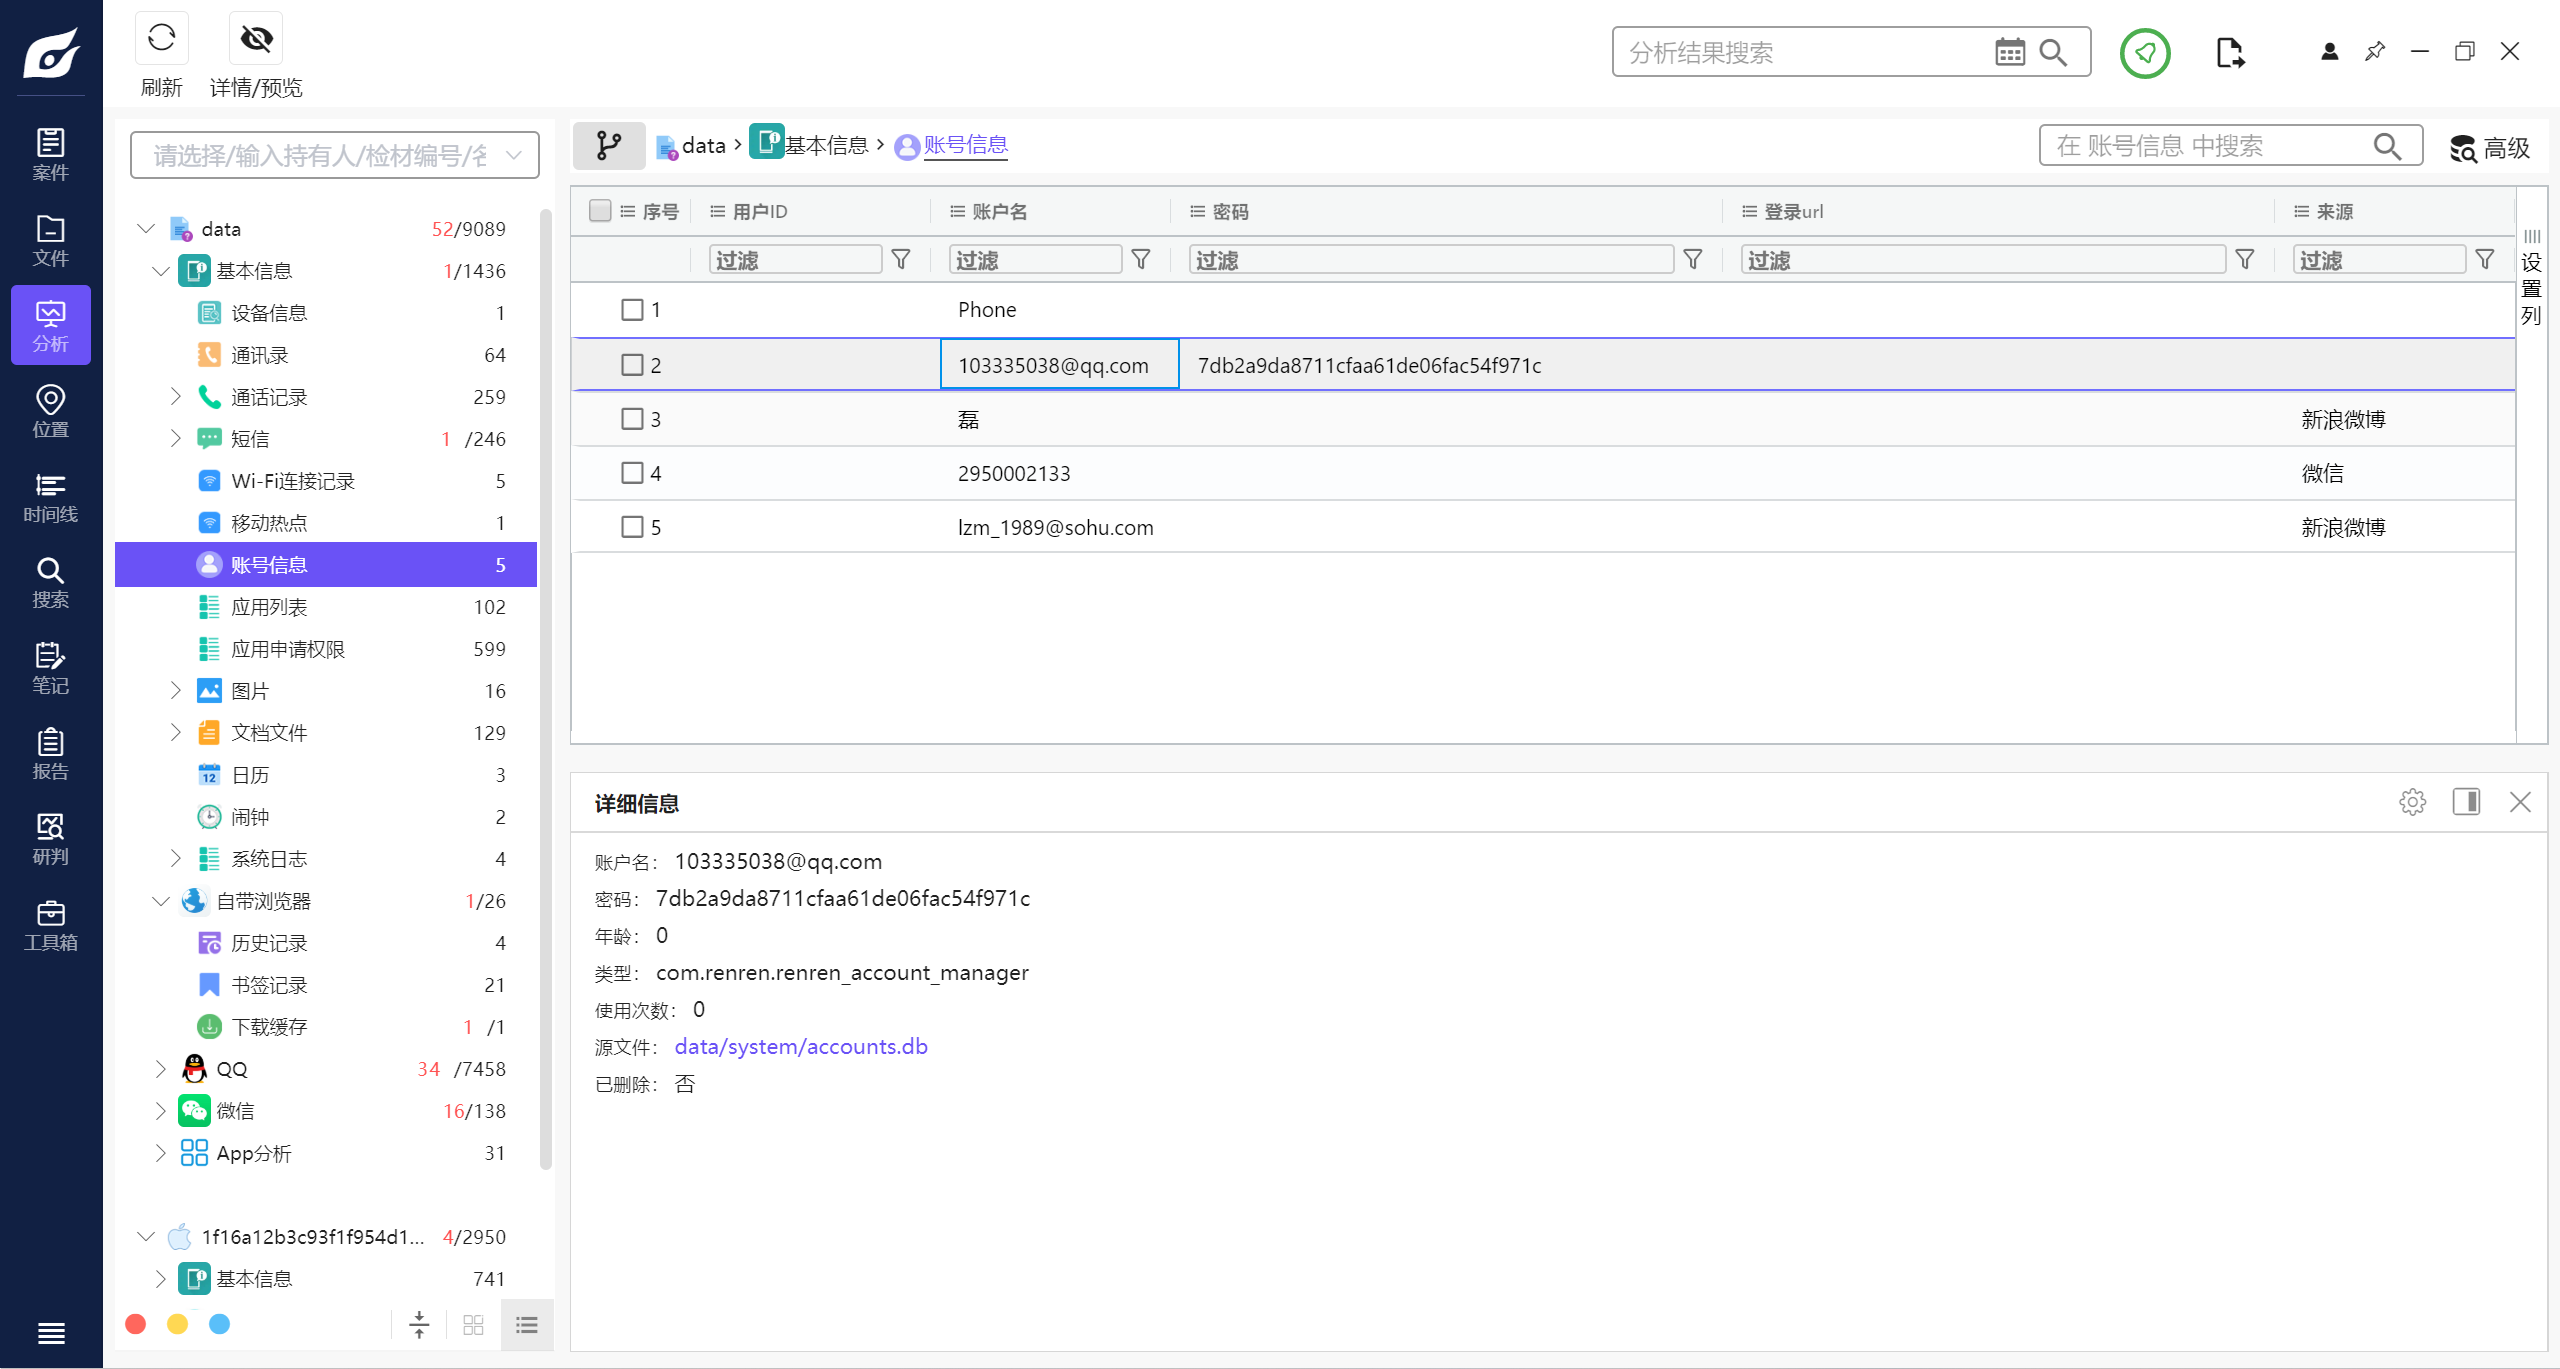 刷新
详情/预览
分析结果搜索
案件
文件
分析
位置
时间线
搜索
笔记
报告
研判
工具箱
请选择/输入持有人/检材编号/名
data 52/9089
基本信息 1/1436
设备信息 1
通讯录 64
通话记录 259
短信 1 /246
Wi-Fi连接记录 5
移动热点 1
账号信息 5
应用列表 102
应用申请权限 599
图片 16
文档文件 129
日历 3
闹钟 2
系统日志 4
自带浏览器 1/26
历史记录 4
书签记录 21
下载缓存 1 /1
QQ 34 /7458
微信 16/138
App分析 31
1f16a12b3c93f1f954d1... 4/2950
基本信息 741
data › 基本信息 › 账号信息
在 账号信息 中搜索
高级
序号 用户ID 账户名 密码 登录url 来源
过滤 过滤 过滤 过滤 过滤
设置列
1 Phone
2 103335038@qq.com 7db2a9da8711cfaa61de06fac54f971c
3 磊 新浪微博
4 2950002133 微信
5 lzm_1989@sohu.com 新浪微博
详细信息
账户名： 103335038@qq.com
密码： 7db2a9da8711cfaa61de06fac54f971c
年龄： 0
类型： com.renren.renren_account_manager
使用次数： 0
源文件： data/system/accounts.db
已删除： 否